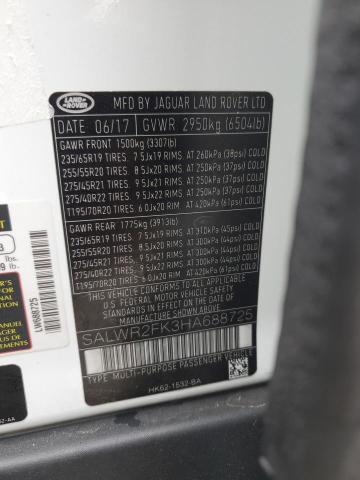 LAND-ROVER
MFD BY JAGUAR LAND ROVER LTD
DATE 06/17 GVWR 2950kg (6504lb)
GAWR FRONT 1500kg (3307lb)
235/65R19 TIRES. 7 5Jx19 RIMS AT 260kPa (38psi) COLD
255/55R20 TIRES. 8 5Jx20 RIMS AT 250kPa (37psi) COLD
275/45R21 TIRES. 9 5Jx21 RIMS AT 250kPa (37psi) COLD
275/40R22 TIRES. 9 5Jx22 RIMS AT 250kPa (37psi) COLD
T195/70R20 TIRES. 6 0Jx20 RIMS AT 420kPa (61psi) COLD
GAWR REAR 1775kg (3913lb)
235/65R19 TIRES. 7 5Jx19 RIMS AT 310kPa (45psi) COLD
255/55R20 TIRES. 8 5Jx20 RIMS AT 300kPa (44psi) COLD
275/45R21 TIRES. 9 5Jx21 RIMS AT 300kPa (44psi) COLD
275/40R22 TIRES. 9 5Jx22 RIMS AT 300kPa (44psi) COLD
T195/70R20 TIRES. 6 0Jx20 RIMS AT 420kPa (61psi) COLD
THIS VEHICLE CONFORMS TO ALL APPLICABLE
U.S. FEDERAL MOTOR VEHICLE SAFETY, BUMPER AND
THEFT PREVENTION STANDARDS IN EFFECT ON THE
DATE OF MANUFACTURE SHOWN ABOVE.
SALWR2FK3HA688725
TYPE: MULTI-PURPOSE PASSENGER VEHICLE
HK62-1532-BA
LW688725